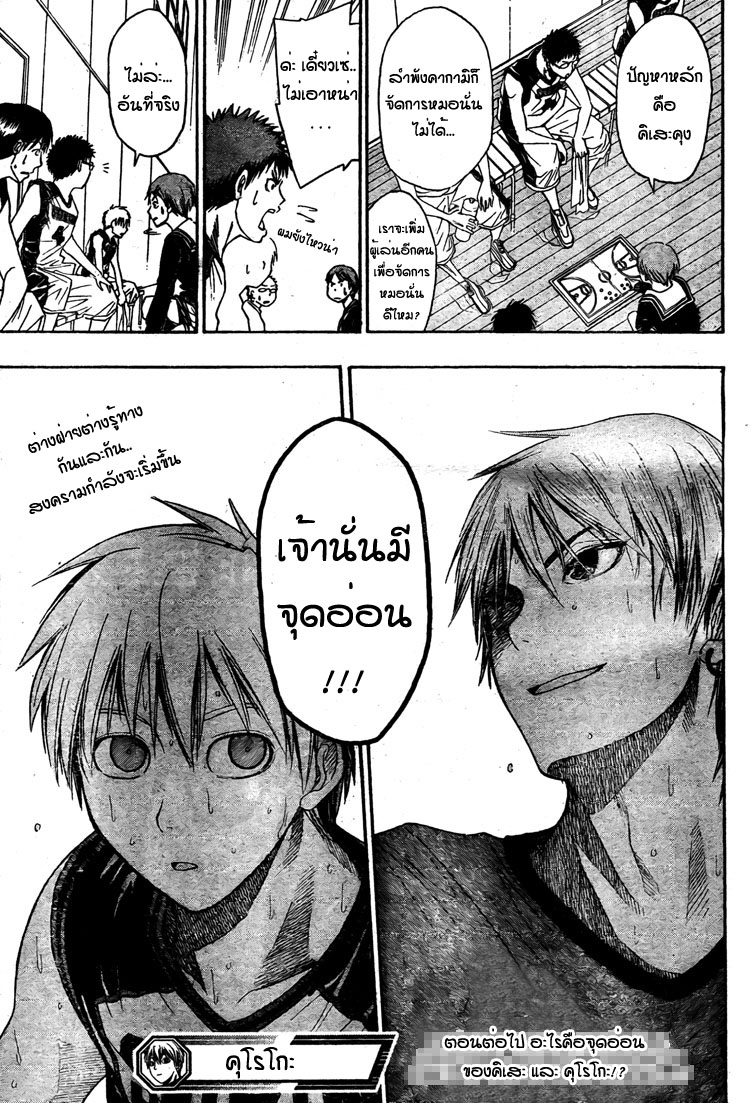 ปัญหาหลัก
คือ
คิเสะคุง
ลำพังคากามิก็
จัดการหมอนั่น
ไม่ได้...
เราจะเพิ่ม
ผู้เล่นอีกคน
เพื่อจัดการ
หมอนั่น
ดีไหม?
ด่ะ เดี๋ยวเซ่..
ไม่เอาหน่า
...
ผมยังไหวน่า
ไม่ล่ะ...
อันที่จริง
เจ้านั่นมี
จุดอ่อน
!!!
ต่างฝ่ายต่างรู้ทาง
กันและกัน..
สงครามกำลังจะเริ่มขึ้น
คุโรโกะ
ตอนต่อไป อะไรคือจุดอ่อน
ของคิเสะ และ คุโรโกะ!?